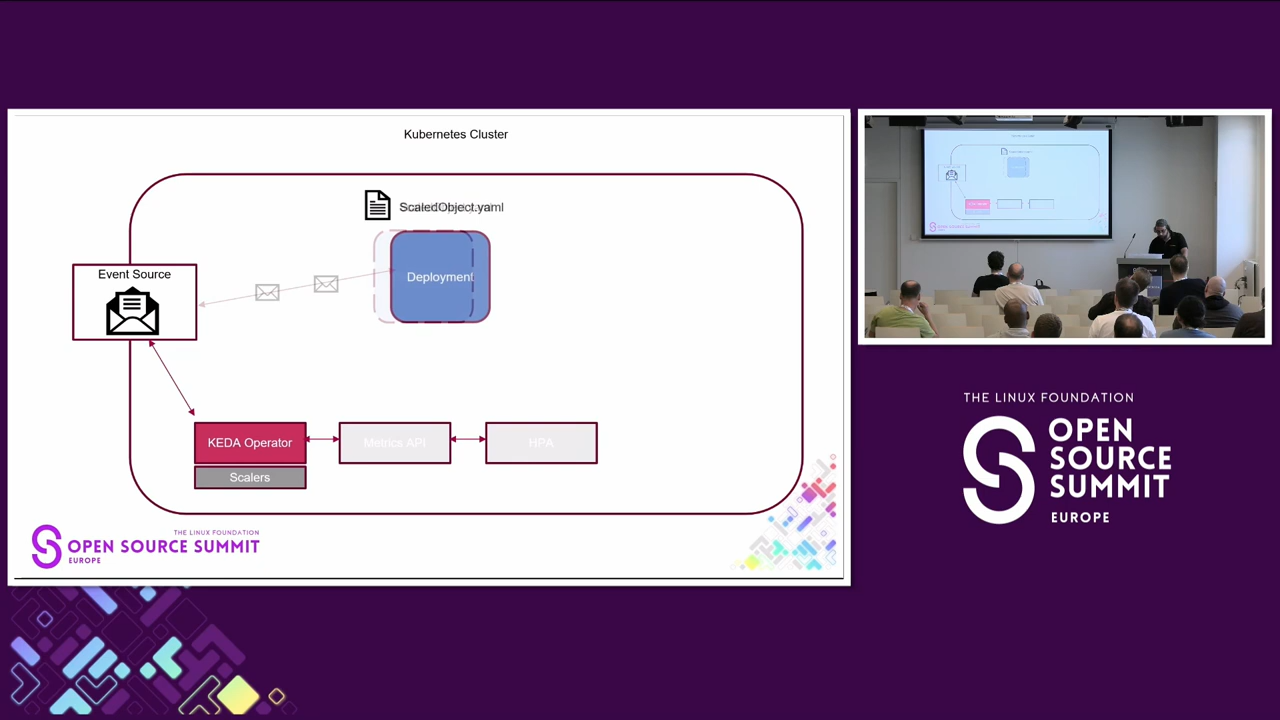 Kubernetes Cluster
ScaledObject.yaml
Event Source
Deployment
KEDA Operator
Metrics API
HPA
Scalers
THE LINUX FOUNDATION
OPEN SOURCE SUMMIT
EUROPE
THE LINUX FOUNDATION
OPEN
SOURCE
SUMMIT
EUROPE